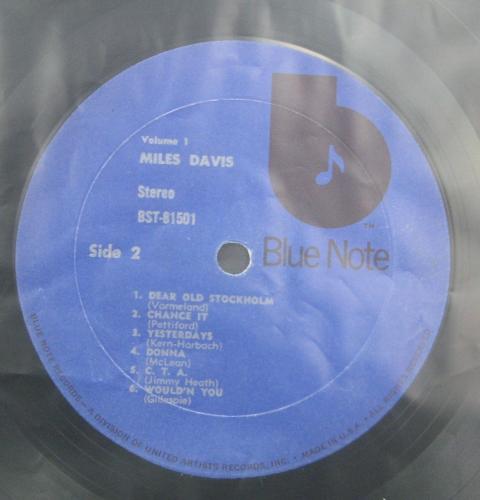 Volume 1
MILES DAVIS
Stereo
BST-81501
Side 2
b
TM
Blue Note
1. DEAR OLD STOCKHOLM
(Varmeland)
2. CHANCE IT
(Pettiford)
3. YESTERDAYS
(Kern-Harbach)
4. DONNA
(McLean)
5. C. T. A.
(Jimmy Heath)
6. WOULD'N YOU
(Gillespie)
BLUE NOTE RECORDS • A DIVISION OF UNITED ARTISTS RECORDS, INC. • MADE IN U.S.A. • ALL RIGHTS RESERVED